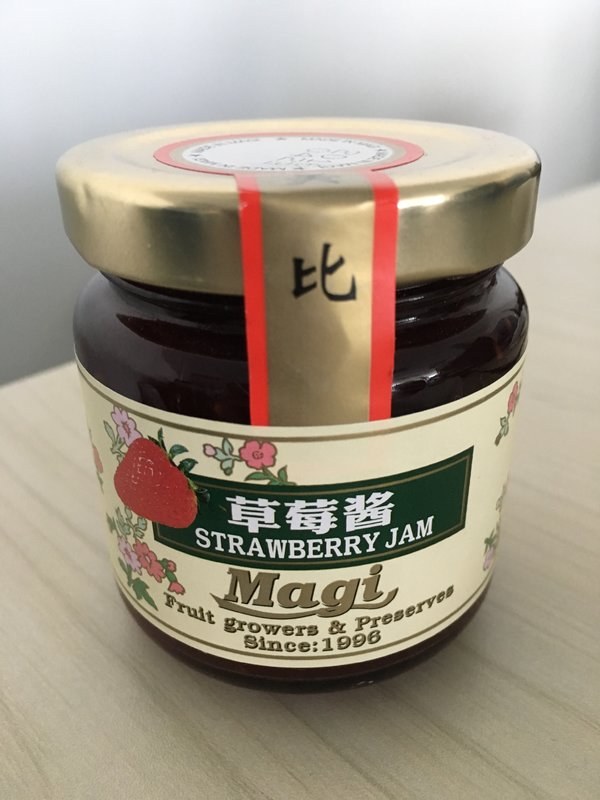 比
草莓酱
STRAWBERRY JAM
Magi
Fruit growers & Preserves
Since:1996